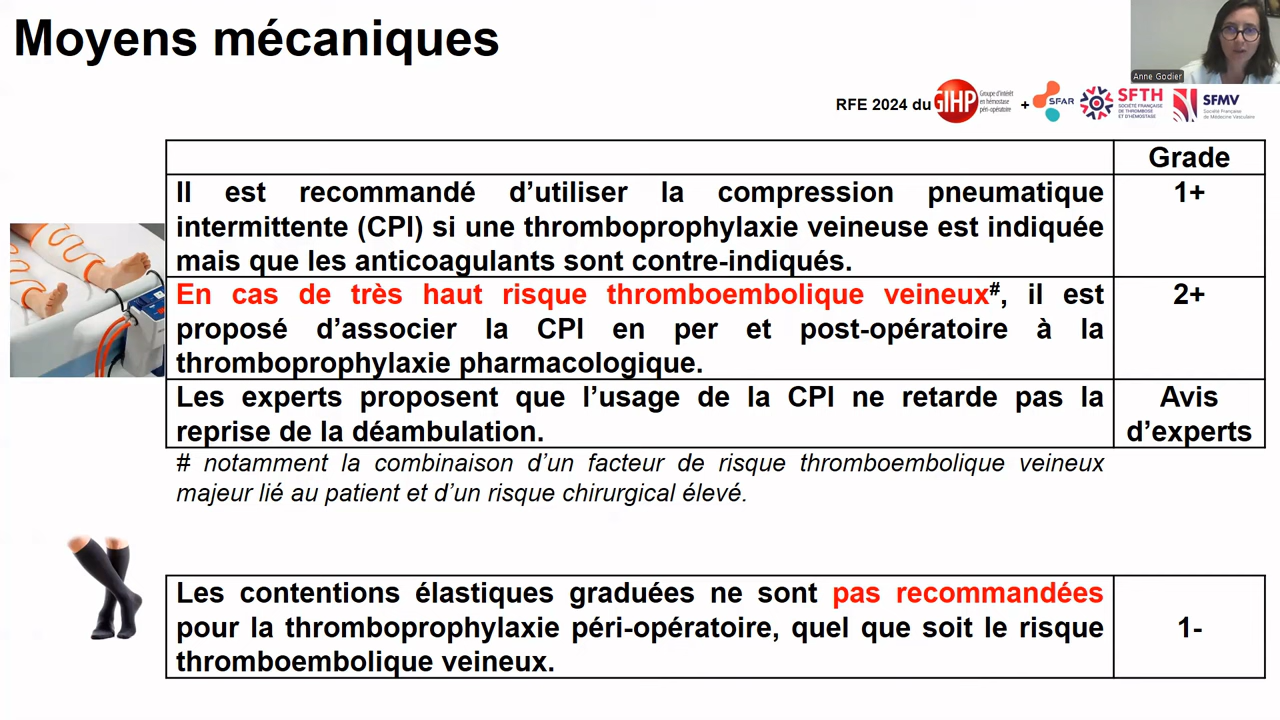 Moyens mécaniques
Anne Godier
RFE 2024 du GIHP Groupe d'intérêt en hémostase péri-opératoire + SFAR SFTH SOCIÉTÉ FRANÇAISE DE THROMBOSE ET D'HÉMOSTASE SFMV Société Française de Médecine Vasculaire
Grade
Il est recommandé d'utiliser la compression pneumatique
intermittente (CPI) si une thromboprophylaxie veineuse est indiquée
mais que les anticoagulants sont contre-indiqués.
1+
En cas de très haut risque thromboembolique veineux#, il est
proposé d'associer la CPI en per et post-opératoire à la
thromboprophylaxie pharmacologique.
2+
Les experts proposent que l'usage de la CPI ne retarde pas la
reprise de la déambulation.
Avis
d'experts
# notamment la combinaison d'un facteur de risque thromboembolique veineux
majeur lié au patient et d'un risque chirurgical élevé.
Les contentions élastiques graduées ne sont pas recommandées
pour la thromboprophylaxie péri-opératoire, quel que soit le risque
thromboembolique veineux.
1-